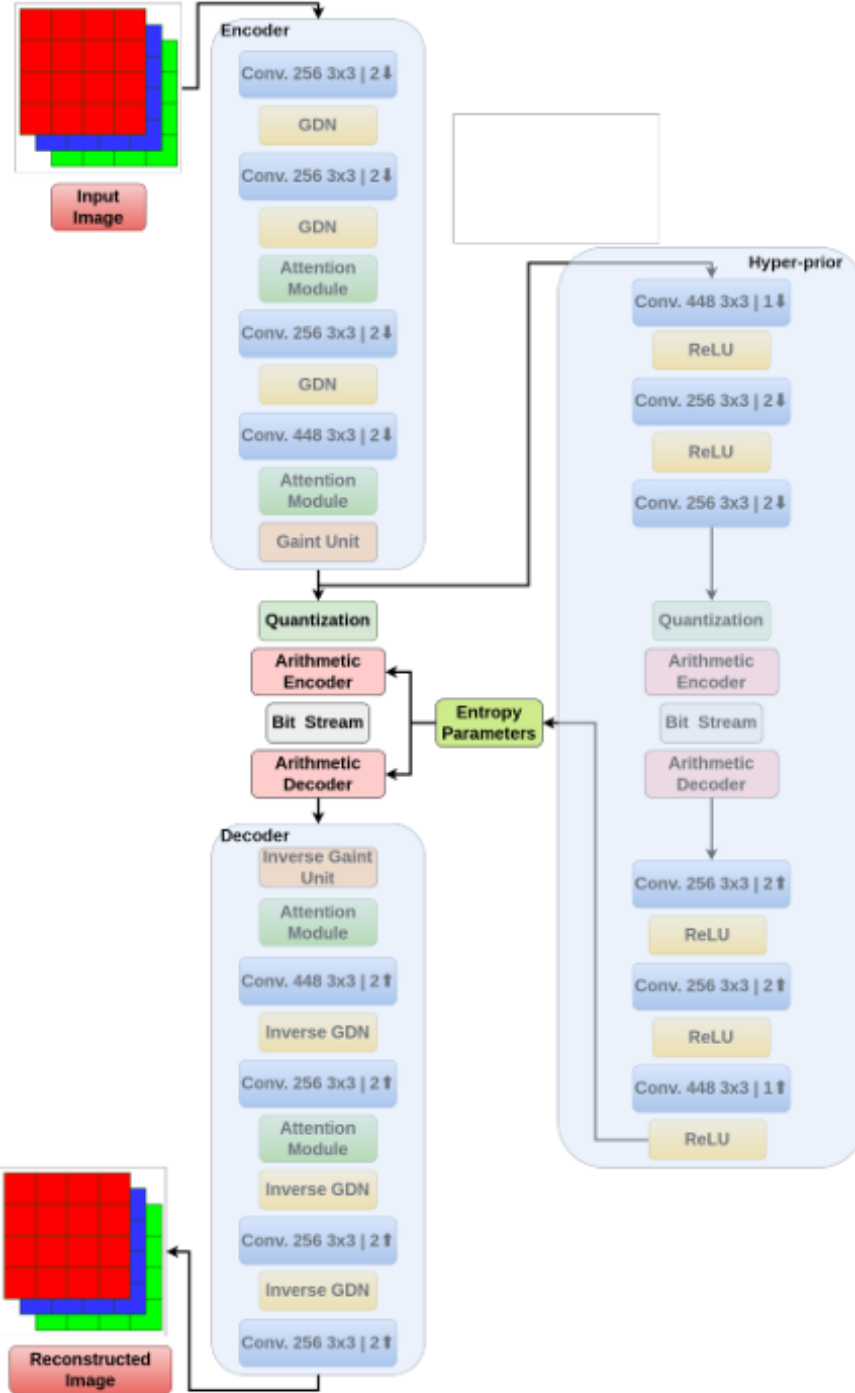 Encoder
Conv. 256 3x3 | 2⬇
GDN
Conv. 256 3x3 | 2⬇
GDN
Attention
Module
Conv. 256 3x3 | 2⬇
GDN
Conv. 448 3x3 | 2⬇
Attention
Module
Gaint Unit
Input
Image
Quantization
Arithmetic
Encoder
Bit Stream
Arithmetic
Decoder
Entropy
Parameters
Hyper-prior
Conv. 448 3x3 | 1⬇
ReLU
Conv. 256 3x3 | 2⬇
ReLU
Conv. 256 3x3 | 2⬇
Quantization
Arithmetic
Encoder
Bit Stream
Arithmetic
Decoder
Conv. 256 3x3 | 2⬆
ReLU
Conv. 256 3x3 | 2⬆
ReLU
Conv. 448 3x3 | 1⬆
ReLU
Decoder
Inverse Gaint
Unit
Attention
Module
Conv. 448 3x3 | 2⬆
Inverse GDN
Conv. 256 3x3 | 2⬆
Attention
Module
Inverse GDN
Conv. 256 3x3 | 2⬆
Inverse GDN
Conv. 256 3x3 | 2⬆
Reconstructed
Image